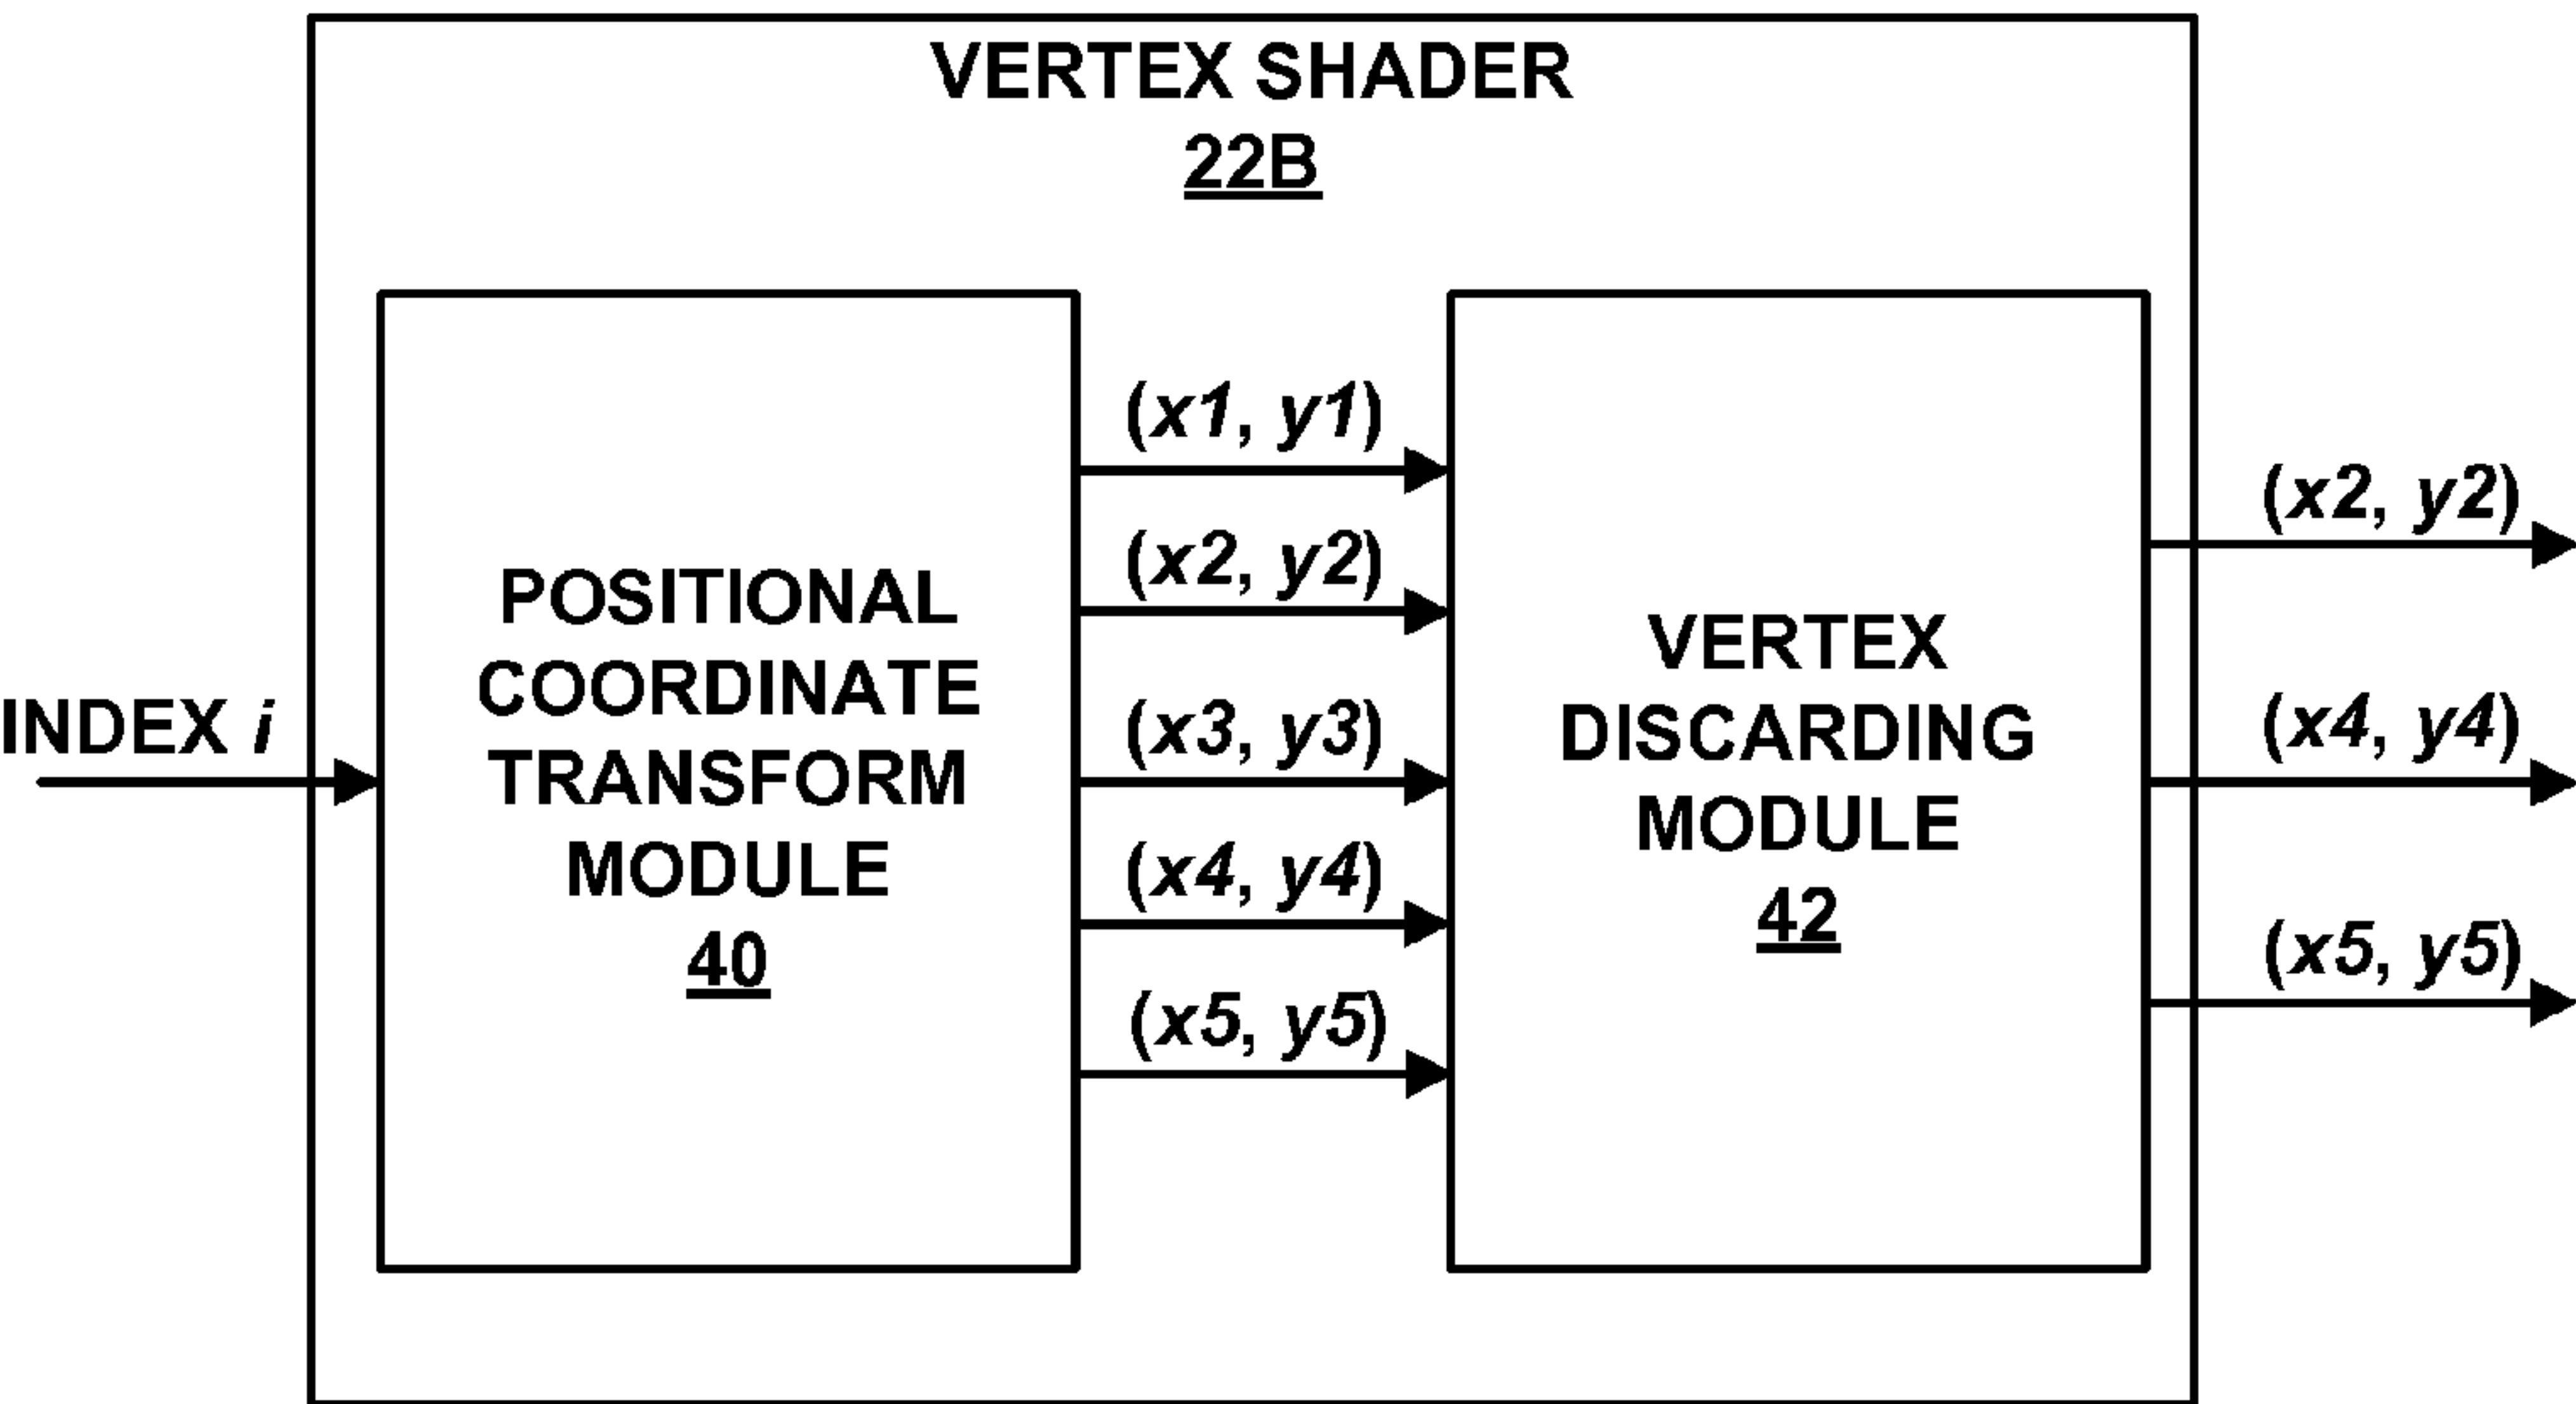 VERTEX SHADER
22B
INDEX i
POSITIONAL
COORDINATE
TRANSFORM
MODULE
40
(x1, y1)
(x2, y2)
(x3, y3)
(x4, y4)
(x5, y5)
VERTEX
DISCARDING
MODULE
42
(x2, y2)
(x4, y4)
(x5, y5)